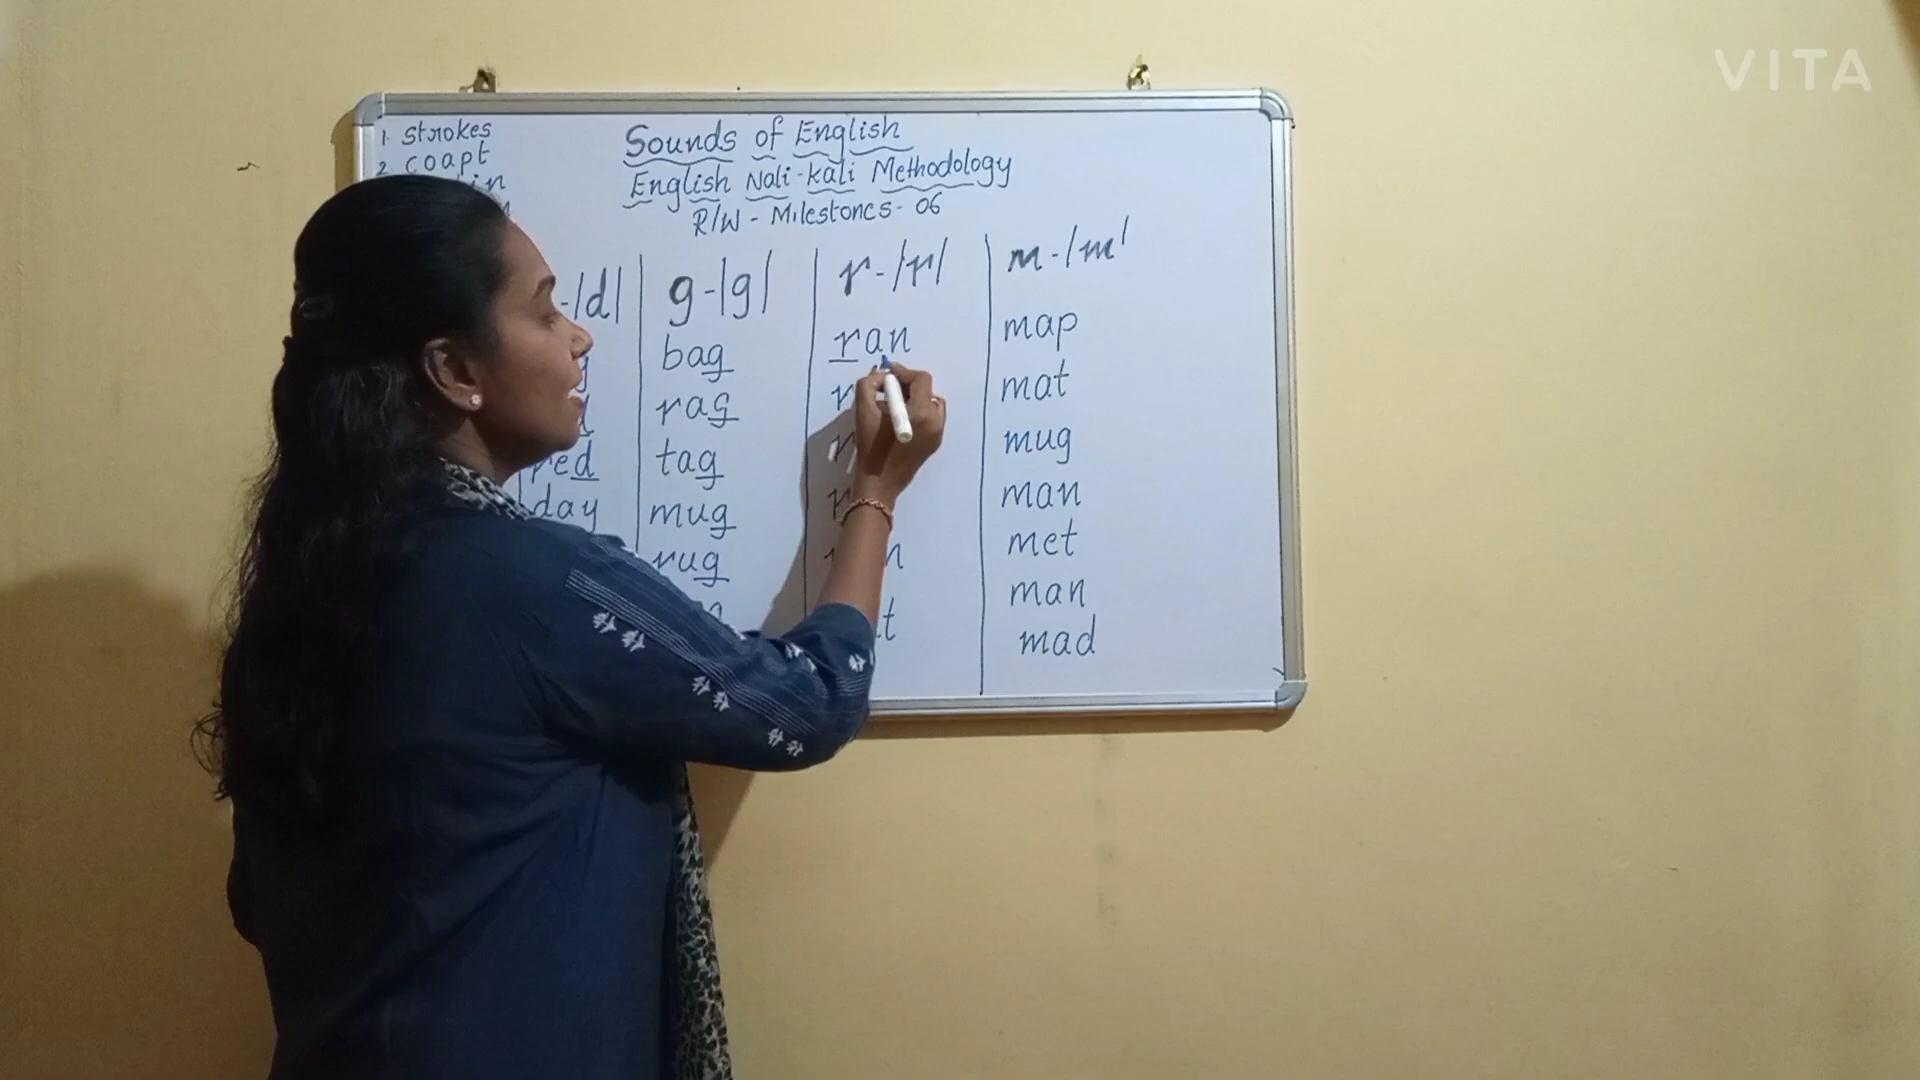 VITA
1. strokes
2. coapt
Sounds of English
English Nali-kali Methodology
R/W - Milestones- 06
-/d/
red
day
g-/g/
bag
rag
tag
mug
rug
r-/r/
ran
m-/m/
map
mat
mug
man
met
man
mad